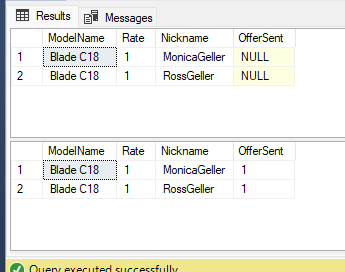 Results Messages
ModelName Rate Nickname OfferSent
1 Blade C18 1 MonicaGeller NULL
2 Blade C18 1 RossGeller NULL
ModelName Rate Nickname OfferSent
1 Blade C18 1 MonicaGeller 1
2 Blade C18 1 RossGeller 1
Query executed successfully